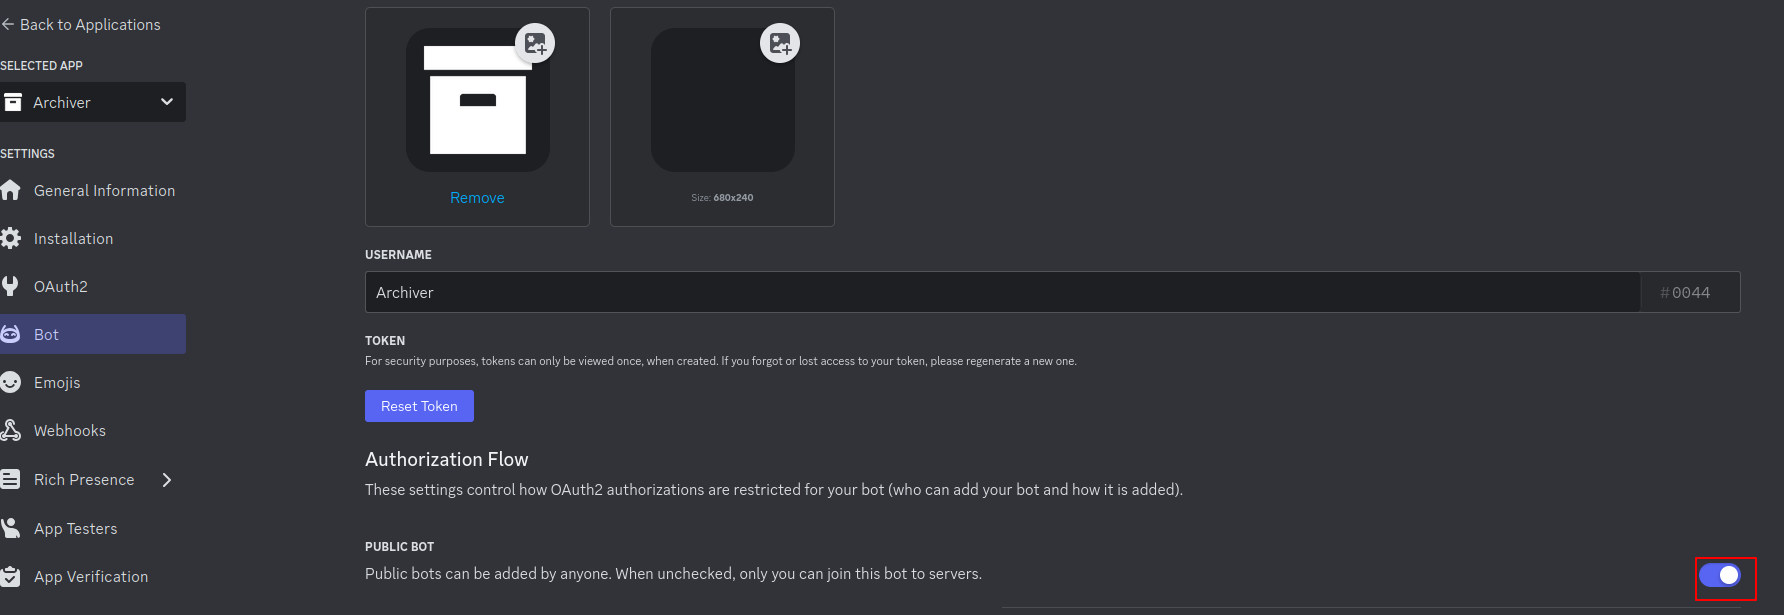 Back to Applications
SELECTED APP
Archiver
SETTINGS
General Information
Installation
OAuth2
Bot
Emojis
Webhooks
Rich Presence
App Testers
App Verification
Remove
Size: 680x240
USERNAME
Archiver #0044
TOKEN
For security purposes, tokens can only be viewed once, when created. If you forgot or lost access to your token, please regenerate a new one.
Reset Token
Authorization Flow
These settings control how OAuth2 authorizations are restricted for your bot (who can add your bot and how it is added).
PUBLIC BOT
Public bots can be added by anyone. When unchecked, only you can join this bot to servers.